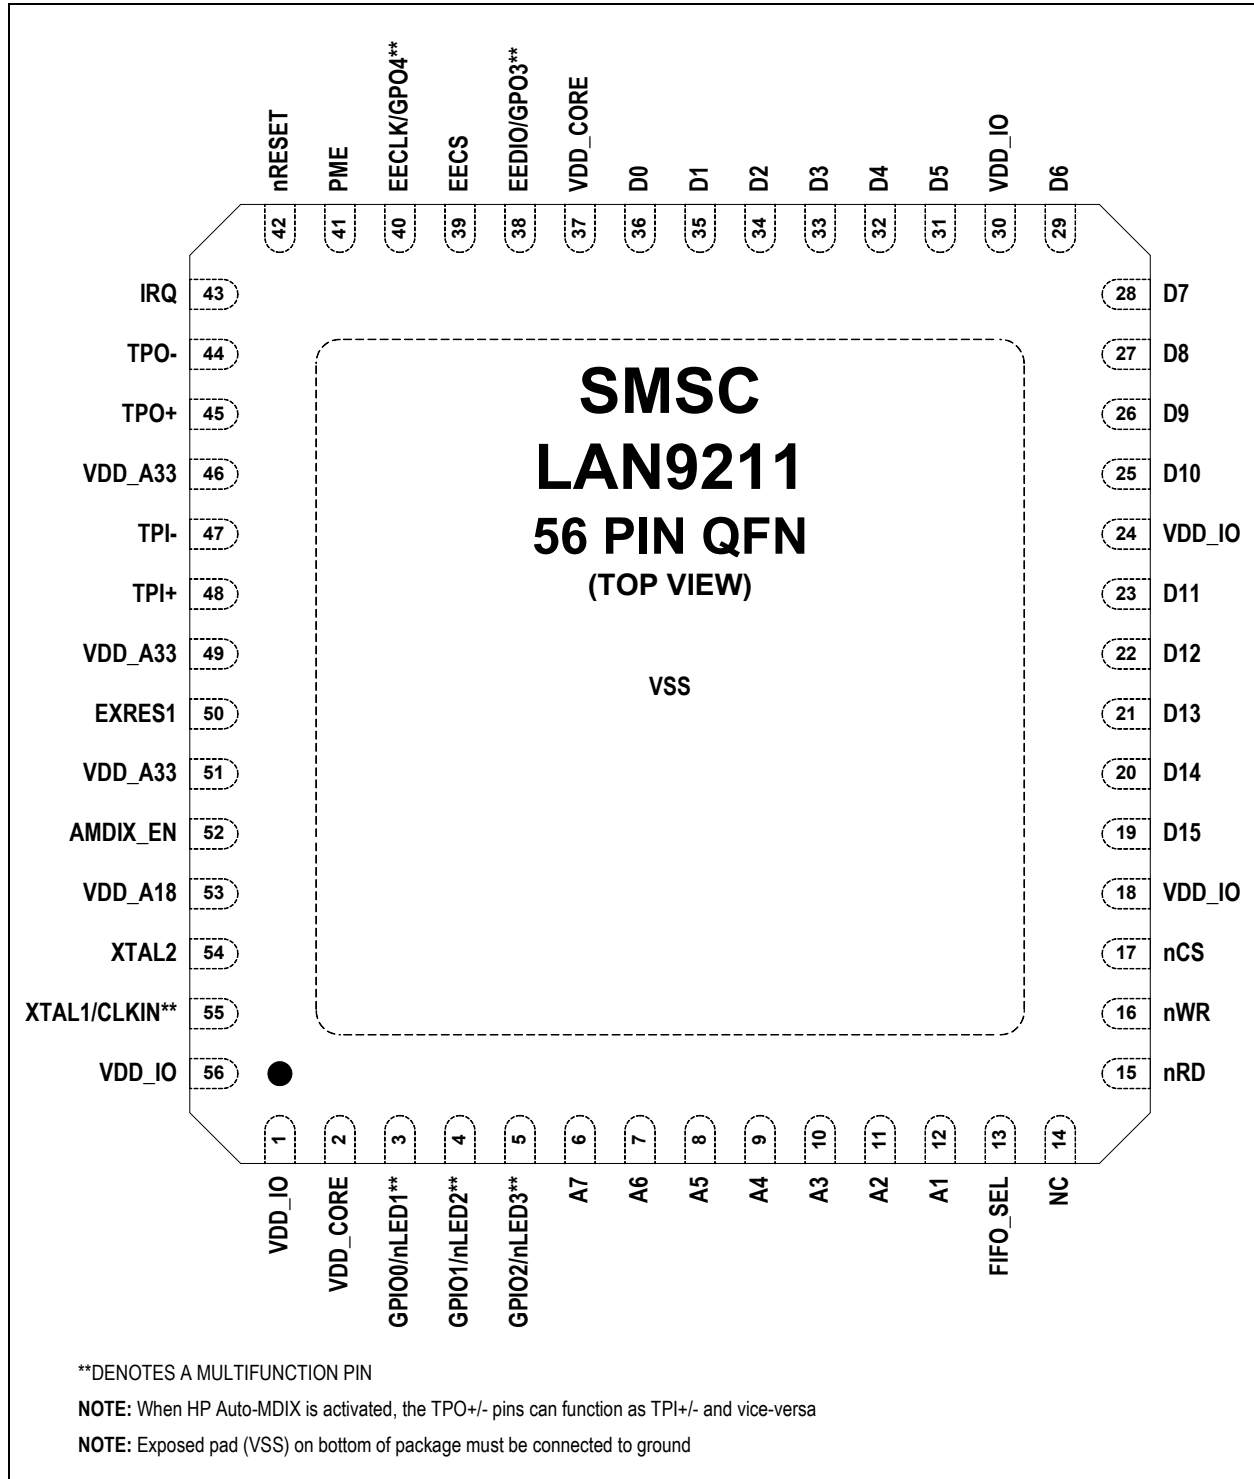 nRESET
PME
EECLK/GPO4**
EECS
EEDIO/GPO3**
VDD_CORE
D0
D1
D2
D3
D4
D5
VDD_IO
D6
42
41
40
39
38
37
36
35
34
33
32
31
30
29
IRQ 43
TPO- 44
TPO+ 45
VDD_A33 46
TPI- 47
TPI+ 48
VDD_A33 49
EXRES1 50
VDD_A33 51
AMDIX_EN 52
VDD_A18 53
XTAL2 54
XTAL1/CLKIN** 55
VDD_IO 56
SMSC
LAN9211
56 PIN QFN
(TOP VIEW)
VSS
28 D7
27 D8
26 D9
25 D10
24 VDD_IO
23 D11
22 D12
21 D13
20 D14
19 D15
18 VDD_IO
17 nCS
16 nWR
15 nRD
1
2
3
4
5
6
7
8
9
10
11
12
13
14
VDD_IO
VDD_CORE
GPIO0/nLED1**
GPIO1/nLED2**
GPIO2/nLED3**
A7
A6
A5
A4
A3
A2
A1
FIFO_SEL
NC
**DENOTES A MULTIFUNCTION PIN
NOTE: When HP Auto-MDIX is activated, the TPO+/- pins can function as TPI+/- and vice-versa
NOTE: Exposed pad (VSS) on bottom of package must be connected to ground